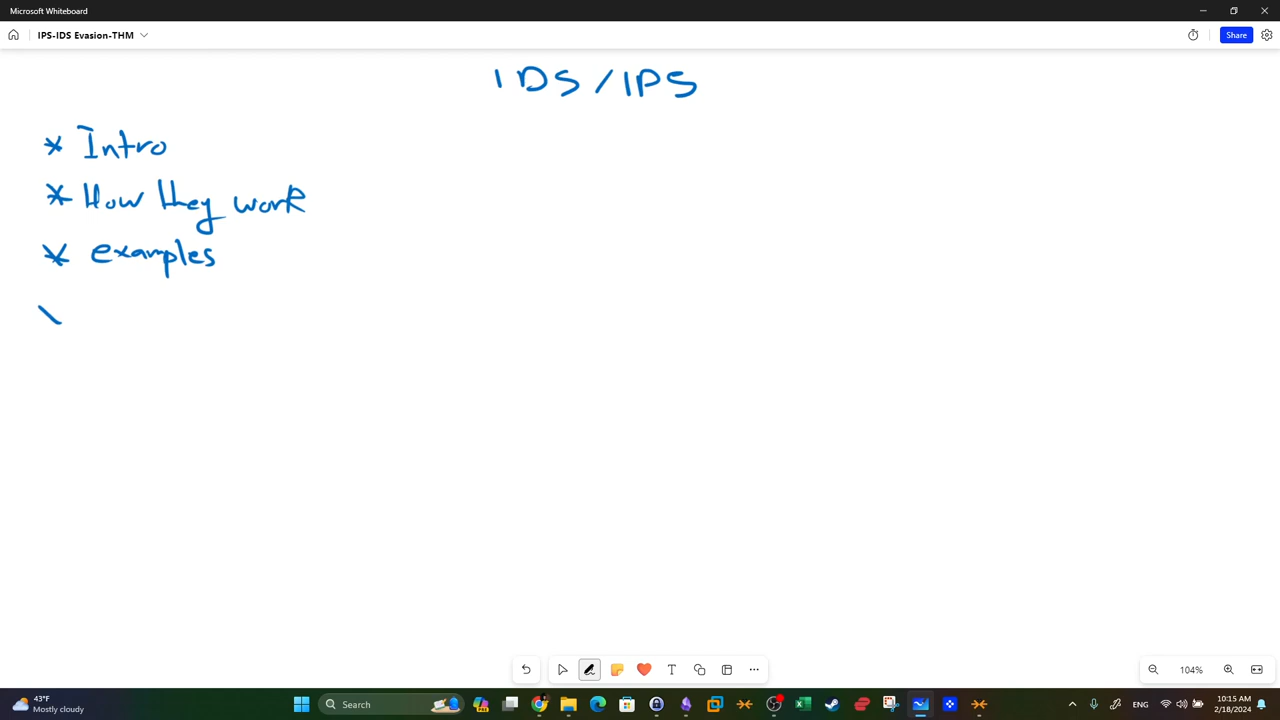 Microsoft Whiteboard
IPS-IDS Evasion-THM
Share
IDS/IPS
* Intro
* How they work
* examples
104%
43°F
Mostly cloudy
Search
ENG
10:15 AM
2/18/2024